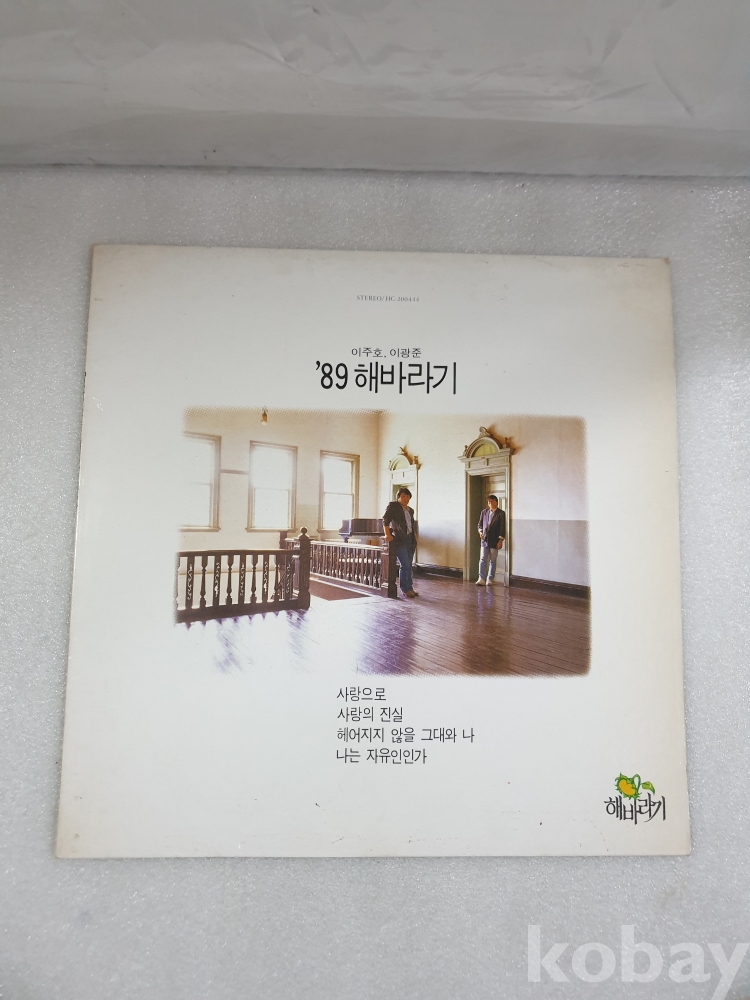 STEREO/HC-200444
이주호, 이광준
'89 해바라기
사랑으로
사랑의 진실
헤어지지 않을 그대와 나
나는 자유인인가
해바라기
kobay